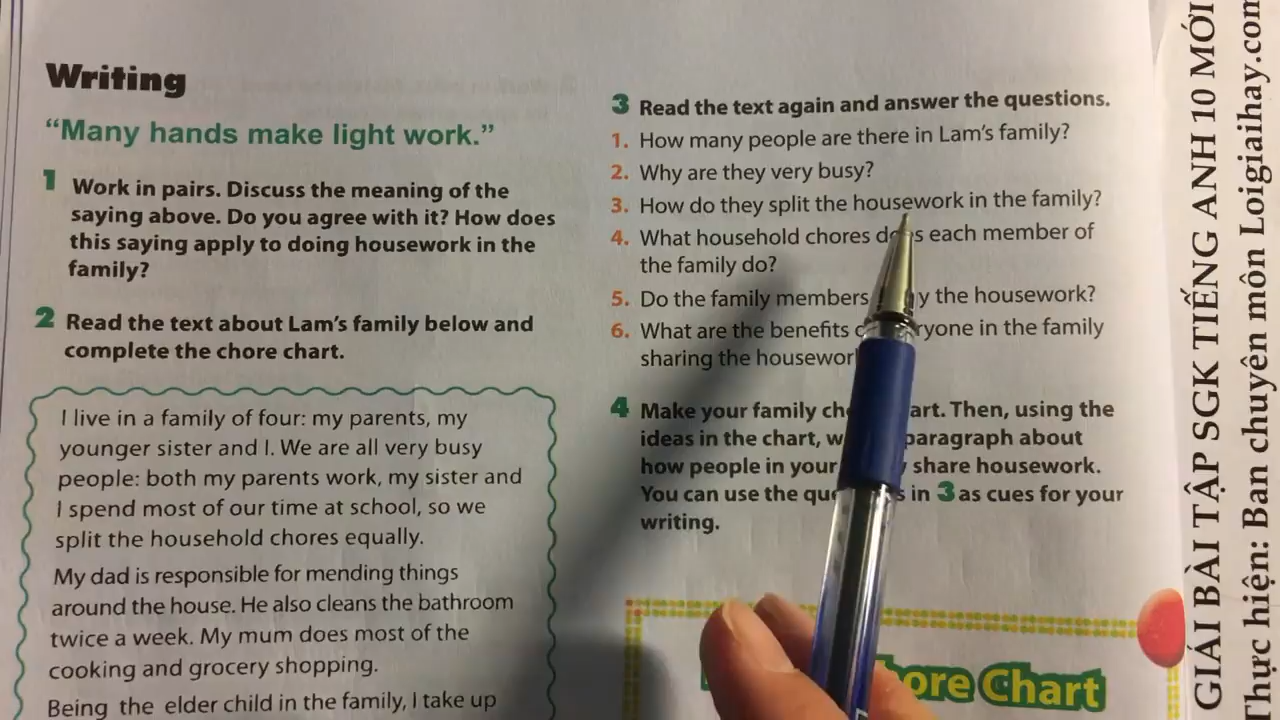 Writing
“Many hands make light work.”
1 Work in pairs. Discuss the meaning of the
saying above. Do you agree with it? How does
this saying apply to doing housework in the
family?
2 Read the text about Lam's family below and
complete the chore chart.
I live in a family of four: my parents, my
younger sister and I. We are all very busy
people: both my parents work, my sister and
I spend most of our time at school, so we
split the household chores equally.
My dad is responsible for mending things
around the house. He also cleans the bathroom
twice a week. My mum does most of the
cooking and grocery shopping.
Being the elder child in the family, I take up
3 Read the text again and answer the questions.
1. How many people are there in Lam's family?
2. Why are they very busy?
3. How do they split the housework in the family?
4. What household chores does each member of
the family do?
5. Do the family members the housework?
6. What are the benefits in the family
sharing the housework
4 Make your family Then, using the
ideas in the chart, paragraph about
how people in your share housework.
You can use the in 3 as cues for your
writing.
Chart
GIẢI BÀI TẬP SGK TIẾNG ANH 10 MỚI
Thực hiện: Ban chuyên môn Loigiaihay.com